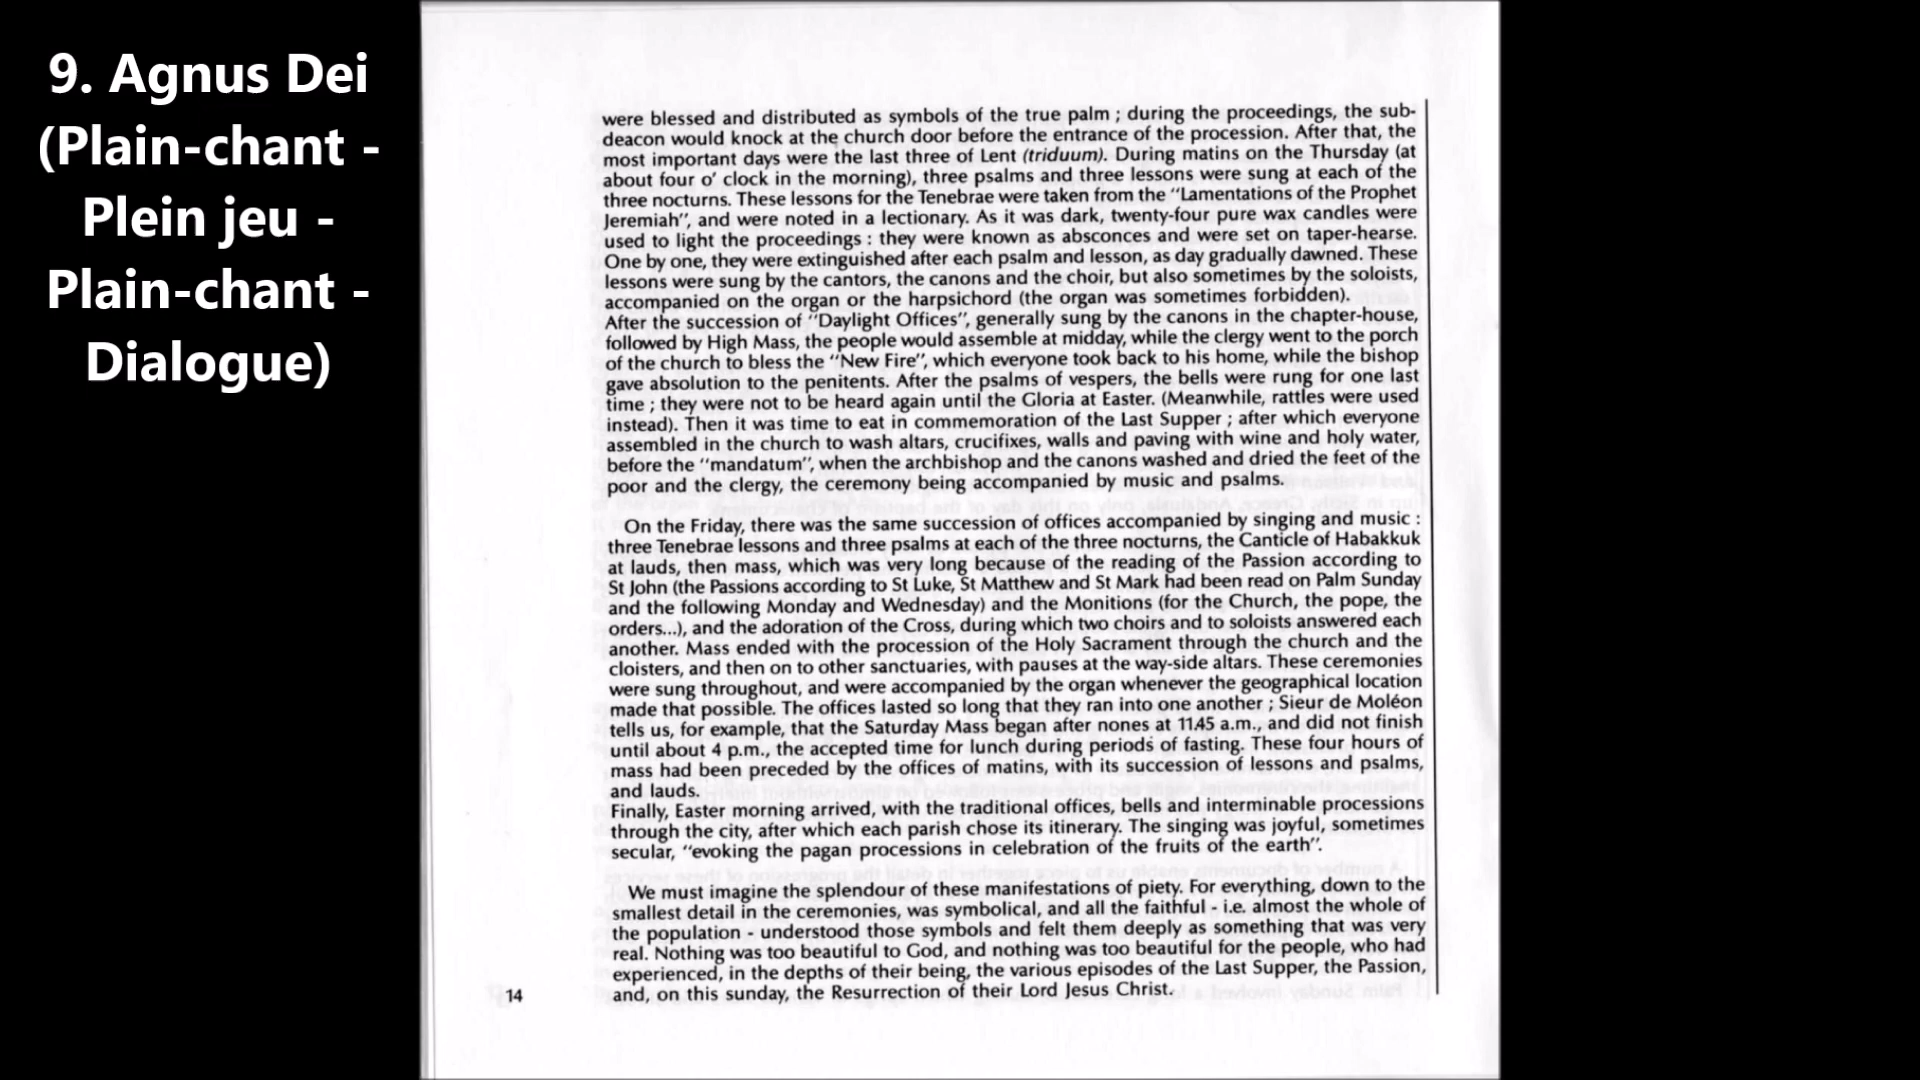 9. Agnus Dei
(Plain-chant -
Plein jeu -
Plain-chant -
Dialogue)
were blessed and distributed as symbols of the true palm ; during the proceedings, the sub-
deacon would knock at the church door before the entrance of the procession. After that, the
most important days were the last three of Lent (triduum). During matins on the Thursday (at
about four o' clock in the morning), three psalms and three lessons were sung at each of the
three nocturns. These lessons for the Tenebrae were taken from the "Lamentations of the Prophet
Jeremiah", and were noted in a lectionary. As it was dark, twenty-four pure wax candles were
used to light the proceedings : they were known as absconces and were set on taper-hearse.
One by one, they were extinguished after each psalm and lesson, as day gradually dawned. These
lessons were sung by the cantors, the canons and the choir, but also sometimes by the soloists,
accompanied on the organ or the harpsichord (the organ was sometimes forbidden).
After the succession of "Daylight Offices", generally sung by the canons in the chapter-house,
followed by High Mass, the people would assemble at midday, while the clergy went to the porch
of the church to bless the "New Fire", which everyone took back to his home, while the bishop
gave absolution to the penitents. After the psalms of vespers, the bells were rung for one last
time ; they were not to be heard again until the Gloria at Easter. (Meanwhile, rattles were used
instead). Then it was time to eat in commemoration of the Last Supper ; after which everyone
assembled in the church to wash altars, crucifixes, walls and paving with wine and holy water,
before the "mandatum", when the archbishop and the canons washed and dried the feet of the
poor and the clergy, the ceremony being accompanied by music and psalms.
On the Friday, there was the same succession of offices accompanied by singing and music :
three Tenebrae lessons and three psalms at each of the three nocturns, the Canticle of Habakkuk
at lauds, then mass, which was very long because of the reading of the Passion according to
St John (the Passions according to St Luke, St Matthew and St Mark had been read on Palm Sunday
and the following Monday and Wednesday) and the Monitions (for the Church, the pope, the
orders...), and the adoration of the Cross, during which two choirs and to soloists answered each
another. Mass ended with the procession of the Holy Sacrament through the church and the
cloisters, and then on to other sanctuaries, with pauses at the way-side altars. These ceremonies
were sung throughout, and were accompanied by the organ whenever the geographical location
made that possible. The offices lasted so long that they ran into one another ; Sieur de Moléon
tells us, for example, that the Saturday Mass began after nones at 11.45 a.m., and did not finish
until about 4 p.m., the accepted time for lunch during periods of fasting. These four hours of
mass had been preceded by the offices of matins, with its succession of lessons and psalms,
and lauds.
Finally, Easter morning arrived, with the traditional offices, bells and interminable processions
through the city, after which each parish chose its itinerary. The singing was joyful, sometimes
secular, "evoking the pagan processions in celebration of the fruits of the earth".
We must imagine the splendour of these manifestations of piety. For everything, down to the
smallest detail in the ceremonies, was symbolical, and all the faithful - i.e. almost the whole of
the population - understood those symbols and felt them deeply as something that was very
real. Nothing was too beautiful to God, and nothing was too beautiful for the people, who had
experienced, in the depths of their being, the various episodes of the Last Supper, the Passion,
and, on this sunday, the Resurrection of their Lord Jesus Christ.
14